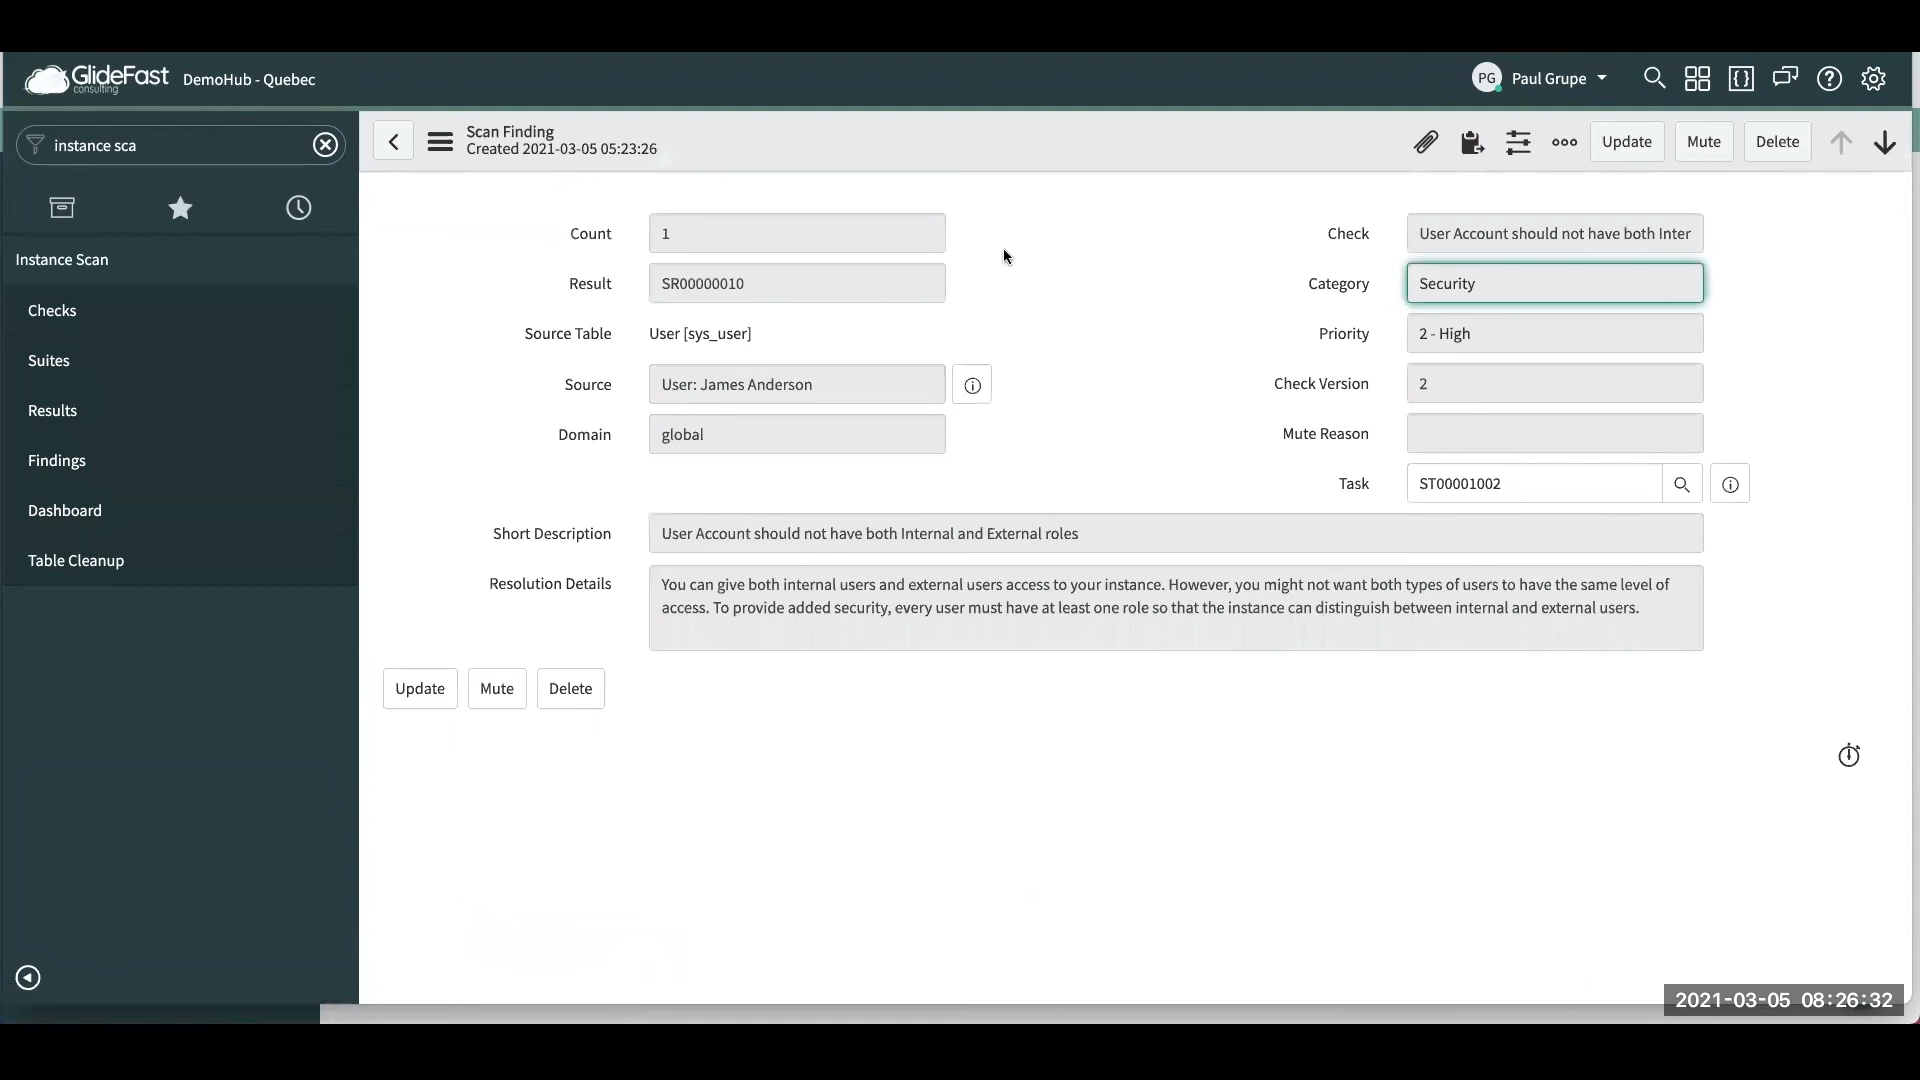 GlideFast
consulting
DemoHub - Quebec
PG
Paul Grupe
instance sca
Scan Finding
Created 2021-03-05 05:23:26
Update
Mute
Delete
Instance Scan
Checks
Suites
Results
Findings
Dashboard
Table Cleanup
Count
1
Result
SR00000010
Source Table
User [sys_user]
Source
User: James Anderson
Domain
global
Check
User Account should not have both Inter
Category
Security
Priority
2 - High
Check Version
2
Mute Reason
Task
ST00001002
Short Description
User Account should not have both Internal and External roles
Resolution Details
You can give both internal users and external users access to your instance. However, you might not want both types of users to have the same level of
access. To provide added security, every user must have at least one role so that the instance can distinguish between internal and external users.
Update
Mute
Delete
2021-03-05 08:26:32